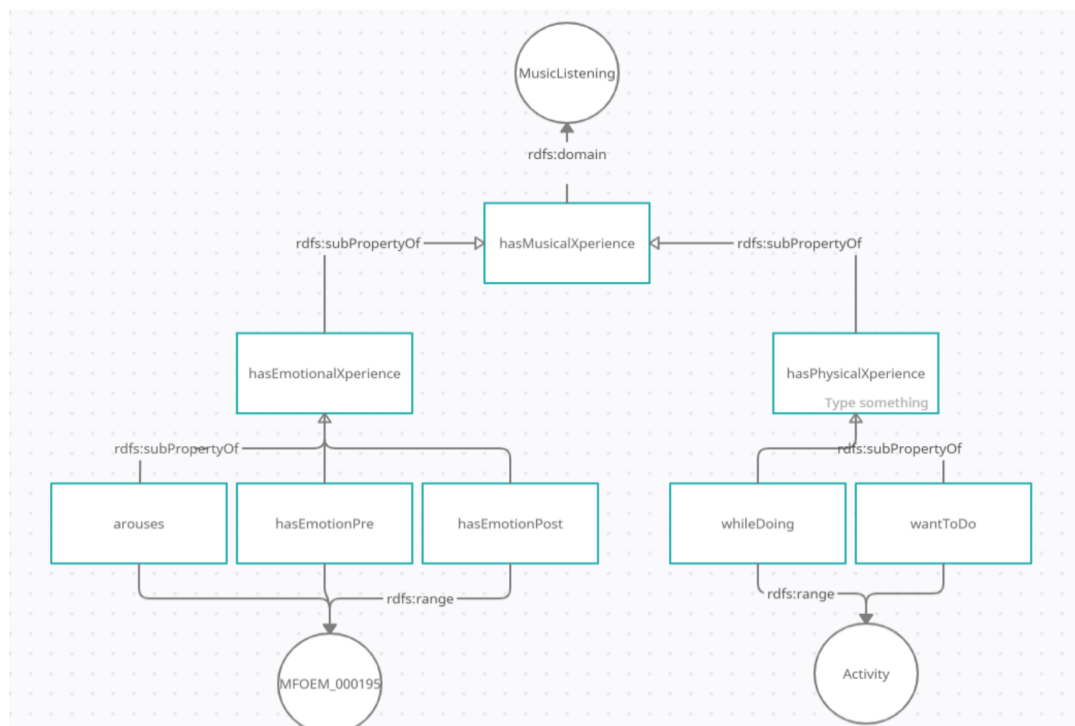 MusicListening
rdfs:domain
rdfs:subPropertyOf
hasMusicalXperience
rdfs:subPropertyOf
hasEmotionalXperience
hasPhysicalXperience
Type something
rdfs:subPropertyOf
rdfs:subPropertyOf
arouses
hasEmotionPre
hasEmotionPost
whileDoing
wantToDo
rdfs:range
rdfs:range
MFOEM_000195
Activity